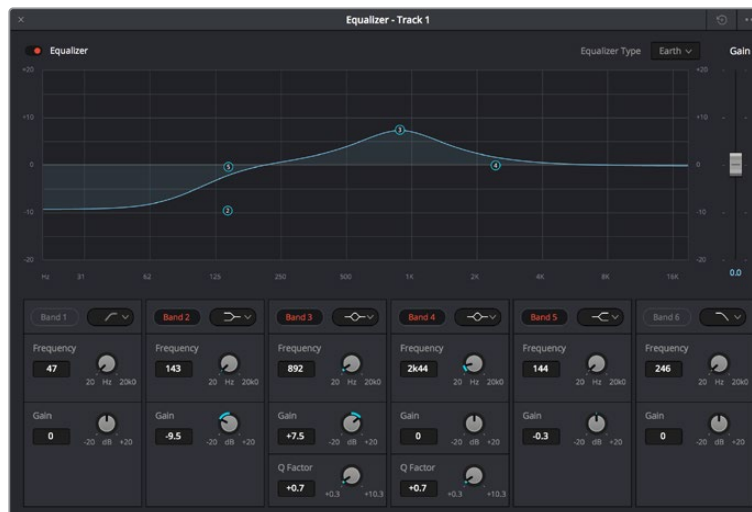 Equalizer - Track 1
Equalizer
Equalizer Type Earth Gain
+20 +20
+10 +10
0 0
-10 -10
-20 -20
5 3 4 2
Hz 31 62 125 250 500 1K 2K 4K 8K 16K
0.0
Band 1 Band 2 Band 3 Band 4 Band 5 Band 6
Frequency Frequency Frequency Frequency Frequency Frequency
47 143 892 2k44 144 246
20 Hz 20k0 20 Hz 20k0 20 Hz 20k0 20 Hz 20k0 20 Hz 20k0 20 Hz 20k0
Gain Gain Gain Gain Gain Gain
0 -9.5 +7.5 0 -0.3 0
-20 dB +20 -20 dB +20 -20 dB +20 -20 dB +20 -20 dB +20 -20 dB +20
Q Factor Q Factor
+0.7 +0.7
+0.3 +10.3 +0.3 +10.3